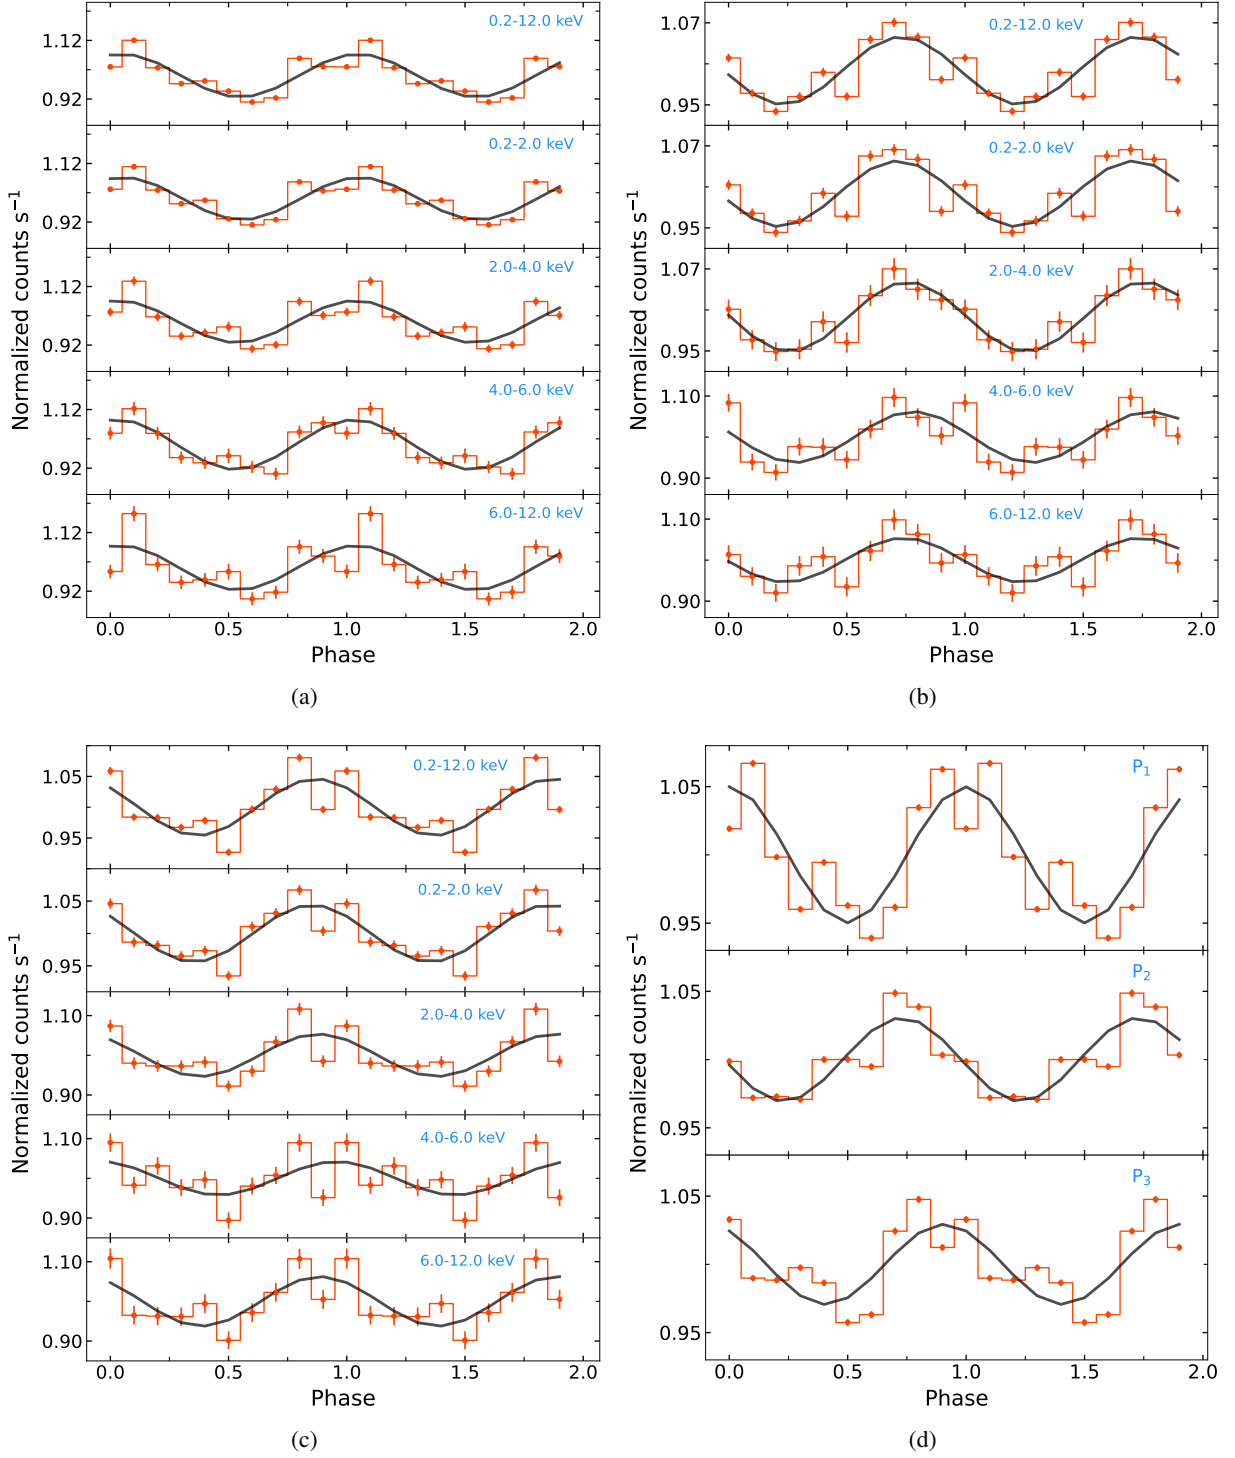 0.2-12.0 keV
1.12
0.92
0.2-2.0 keV
1.12
0.92
2.0-4.0 keV
1.12
0.92
4.0-6.0 keV
1.12
0.92
6.0-12.0 keV
1.12
0.92
0.0 0.5 1.0 1.5 2.0
Phase
Normalized counts s−1
(a)
0.2-12.0 keV
1.07
0.95
0.2-2.0 keV
1.07
0.95
2.0-4.0 keV
1.07
0.95
4.0-6.0 keV
1.10
0.90
6.0-12.0 keV
1.10
0.90
0.0 0.5 1.0 1.5 2.0
Phase
Normalized counts s−1
(b)
0.2-12.0 keV
1.05
0.95
0.2-2.0 keV
1.05
0.95
2.0-4.0 keV
1.10
0.90
4.0-6.0 keV
1.10
0.90
6.0-12.0 keV
1.10
0.90
0.0 0.5 1.0 1.5 2.0
Phase
Normalized counts s−1
(c)
P1
1.05
0.95
P2
1.05
0.95
P3
1.05
0.95
0.0 0.5 1.0 1.5 2.0
Phase
Normalized counts s−1
(d)